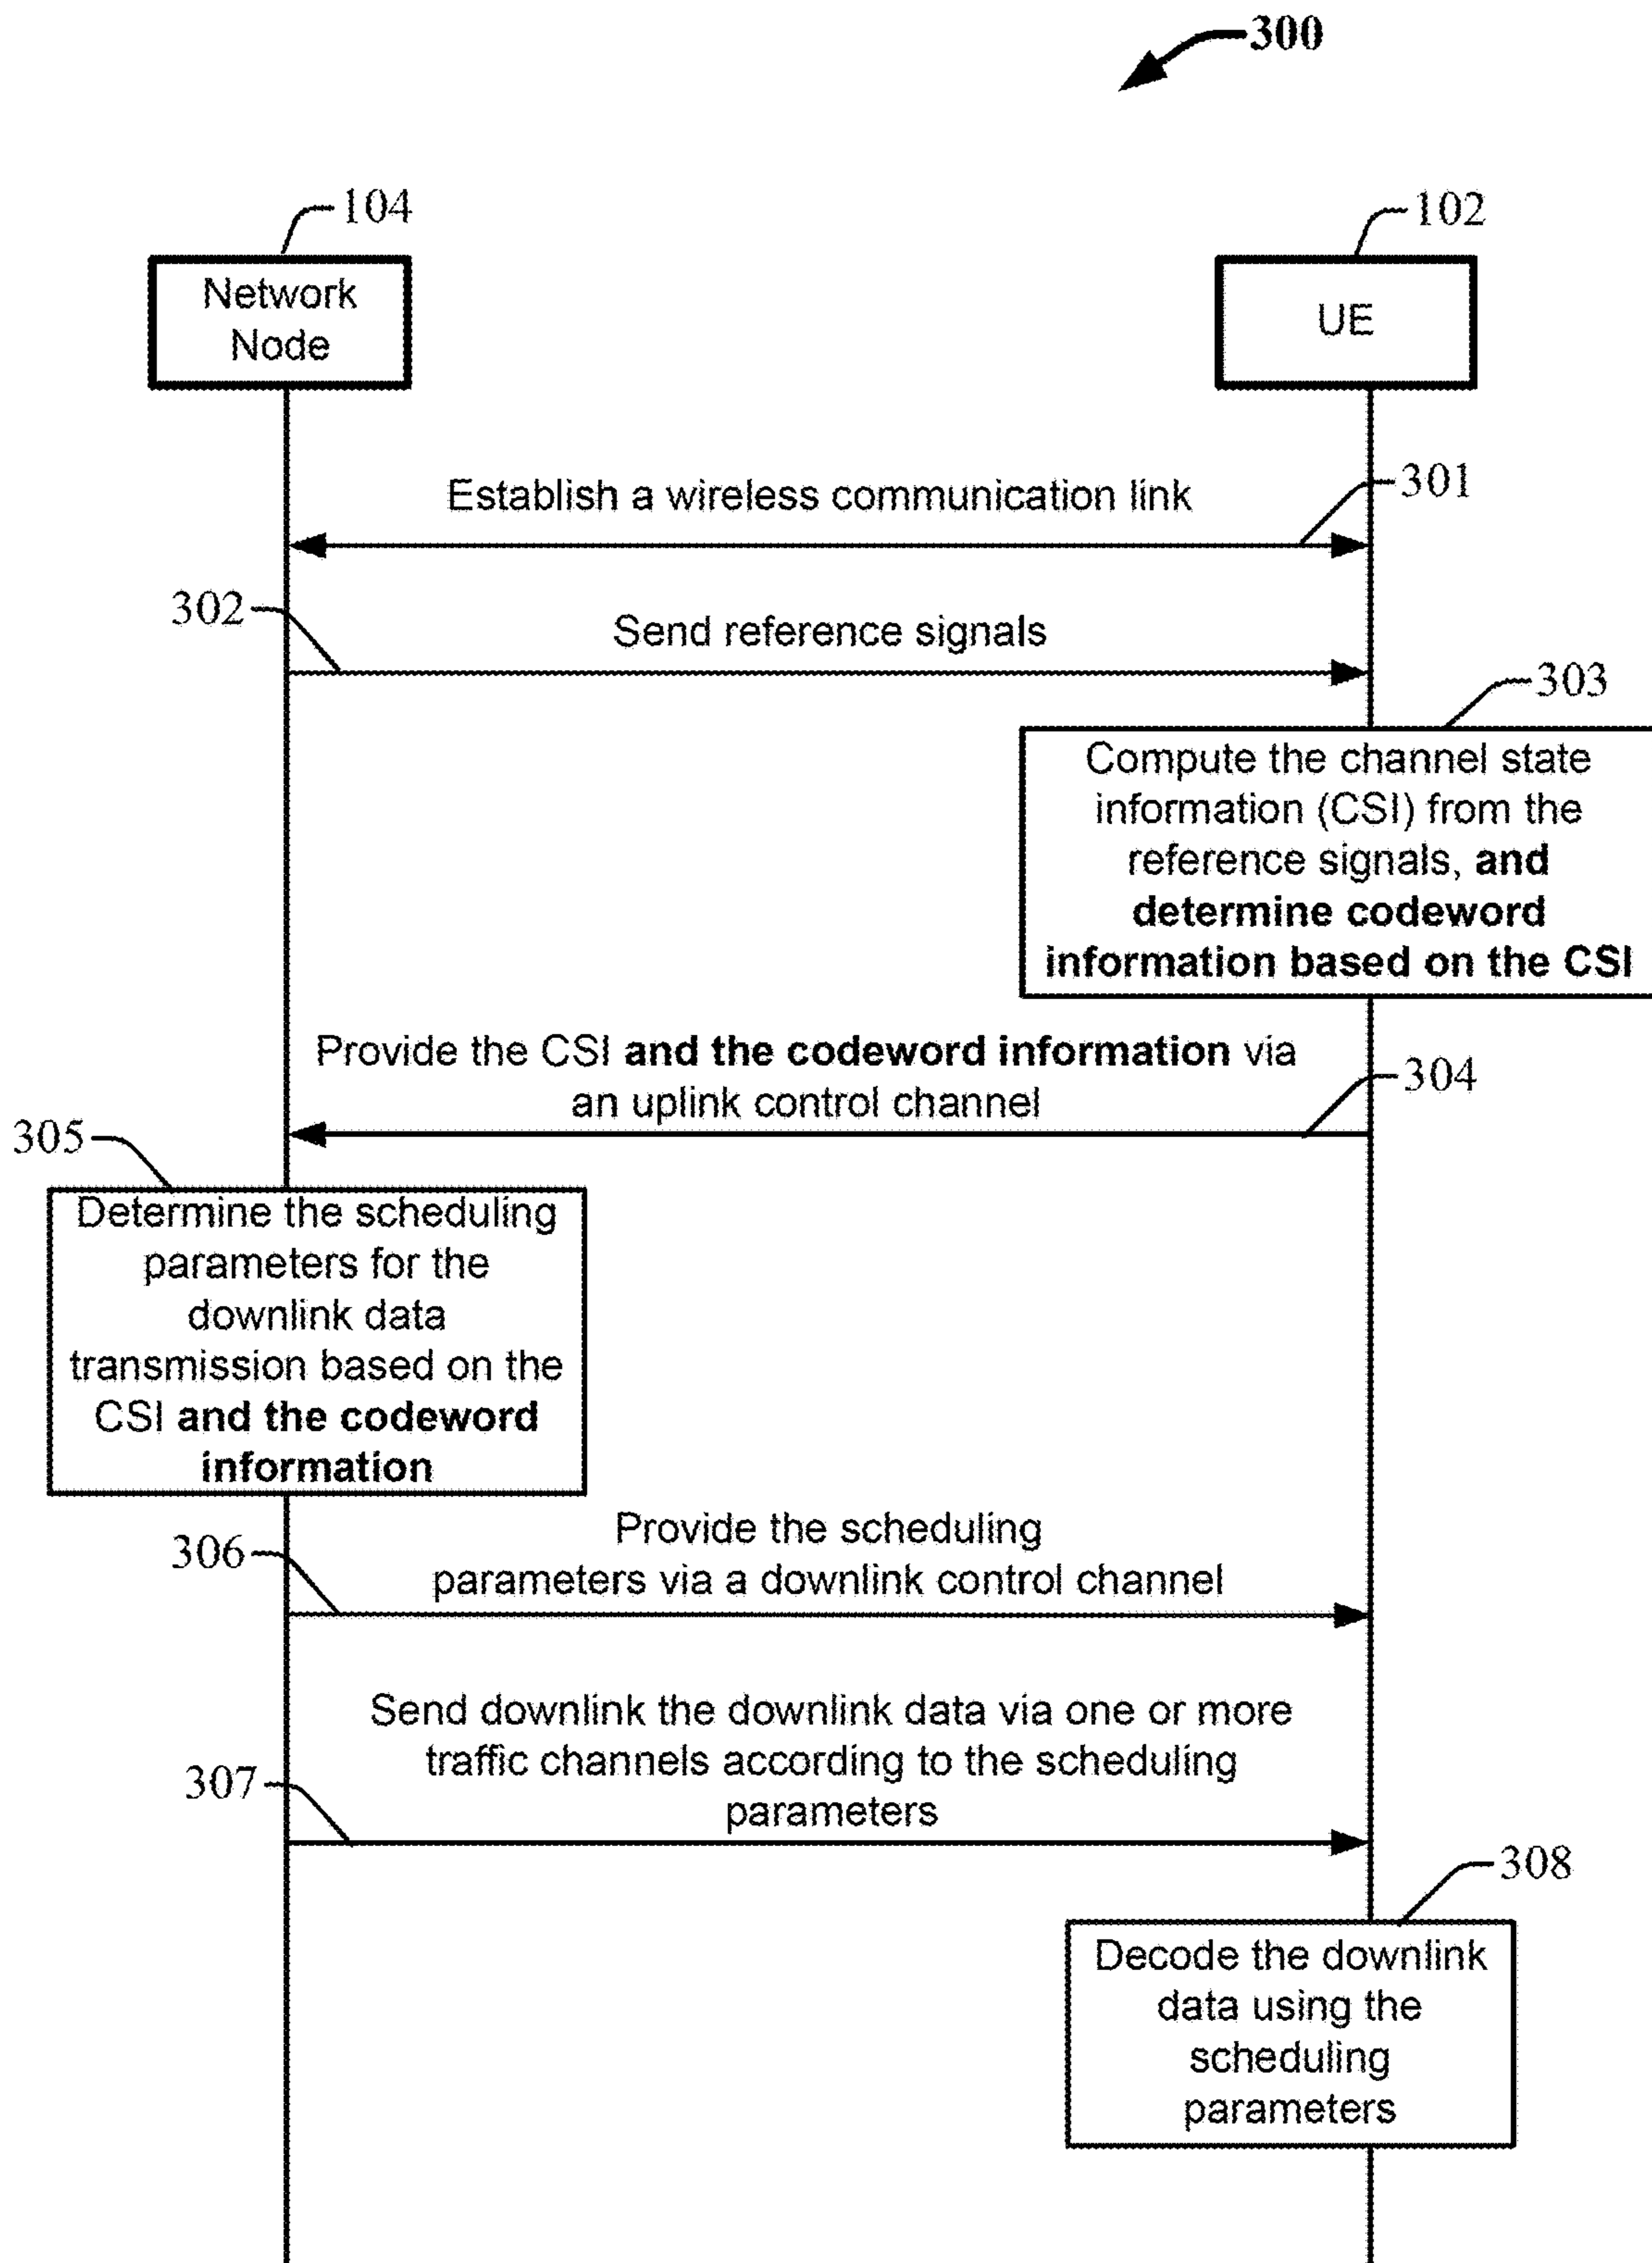 300
104
102
Network
Node
UE
Establish a wireless communication link
301
302
Send reference signals
303
Compute the channel state
information (CSI) from the
reference signals, and
determine codeword
information based on the CSI
Provide the CSI and the codeword information via
an uplink control channel
304
305
Determine the scheduling
parameters for the
downlink data
transmission based on the
CSI and the codeword
information
306
Provide the scheduling
parameters via a downlink control channel
Send downlink the downlink data via one or more
traffic channels according to the scheduling
parameters
307
308
Decode the downlink
data using the
scheduling
parameters